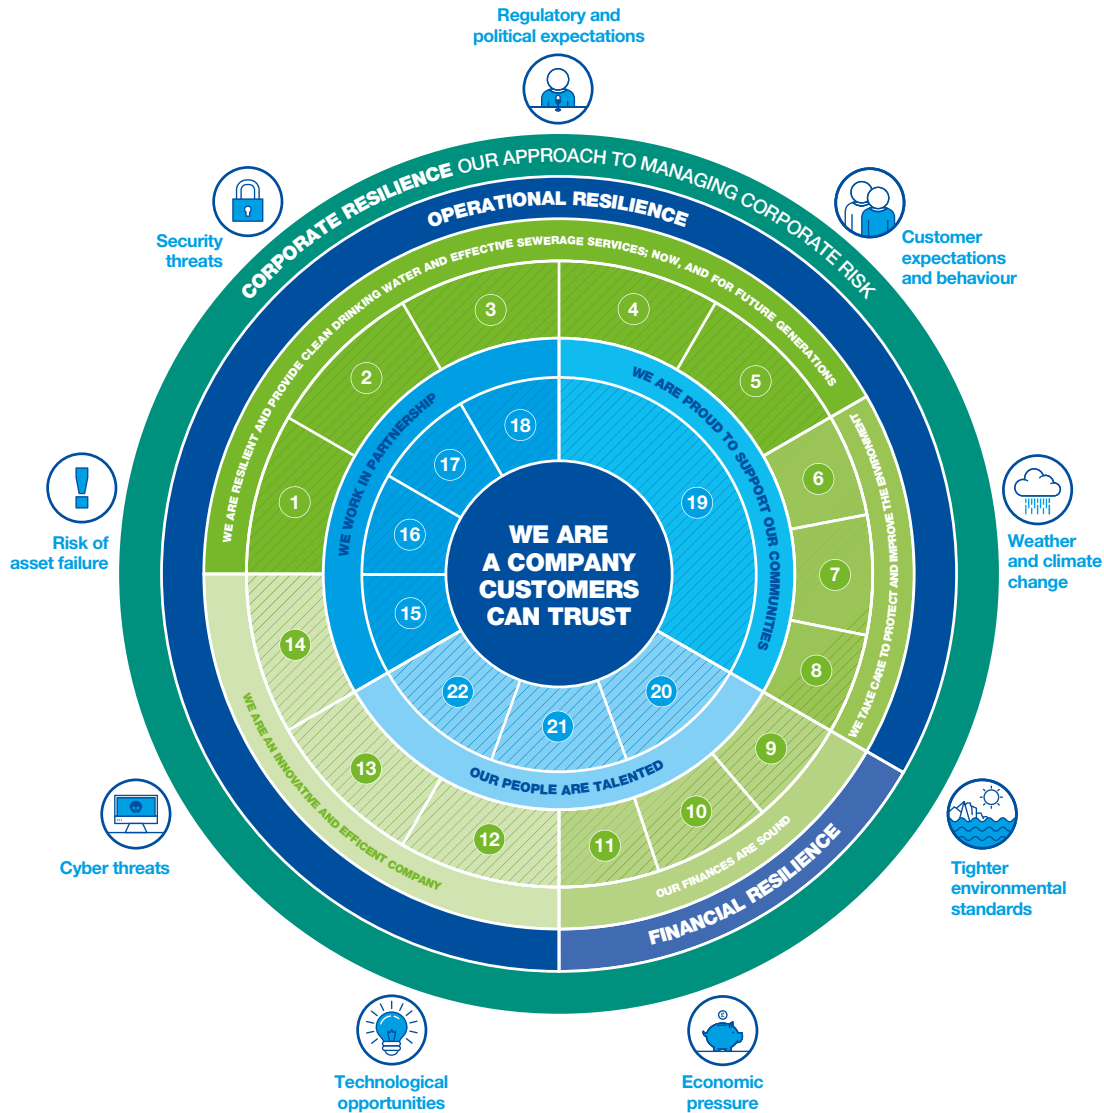 Regulatory and
political expectations
Security
threats
Customer
expectations
and behaviour
Risk of
asset failure
Weather
and climate
change
Cyber threats
Tighter
environmental
standards
Technological
opportunities
Economic
pressure
£
CORPORATE RESILIENCE OUR APPROACH TO MANAGING CORPORATE RISK
OPERATIONAL RESILIENCE
FINANCIAL RESILIENCE
WE ARE RESILIENT AND PROVIDE CLEAN DRINKING WATER AND EFFECTIVE SEWERAGE SERVICES; NOW, AND FOR FUTURE GENERATIONS
1
2
3
4
5
WE TAKE CARE TO PROTECT AND IMPROVE THE ENVIRONMENT
6
7
8
OUR FINANCES ARE SOUND
9
10
11
WE ARE AN INNOVATIVE AND EFFICENT COMPANY
12
13
14
WE WORK IN PARTNERSHIP
15
16
17
18
WE ARE PROUD TO SUPPORT OUR COMMUNITIES
19
OUR PEOPLE ARE TALENTED
20
21
22
WE ARE
A COMPANY
CUSTOMERS
CAN TRUST